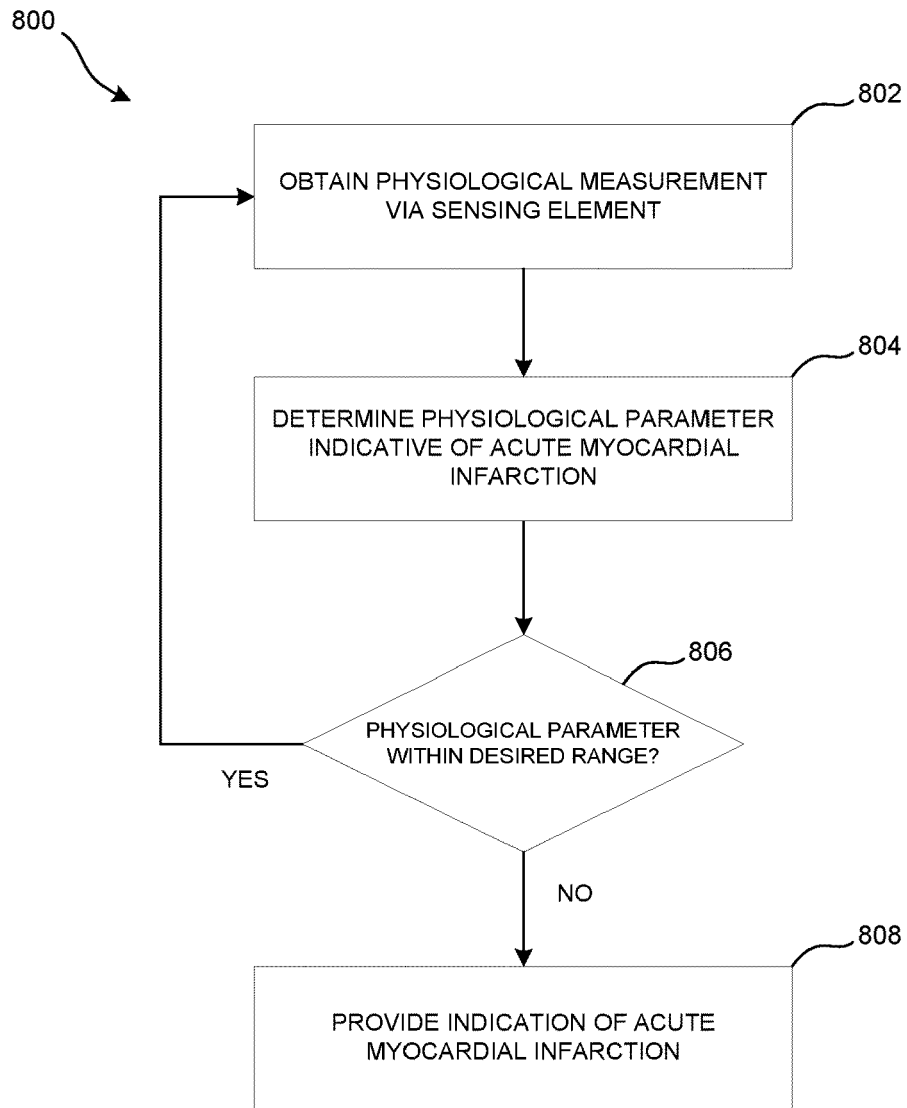 800
802
OBTAIN PHYSIOLOGICAL MEASUREMENT
VIA SENSING ELEMENT
804
DETERMINE PHYSIOLOGICAL PARAMETER
INDICATIVE OF ACUTE MYOCARDIAL
INFARCTION
806
PHYSIOLOGICAL PARAMETER
WITHIN DESIRED RANGE?
YES
NO
808
PROVIDE INDICATION OF ACUTE
MYOCARDIAL INFARCTION